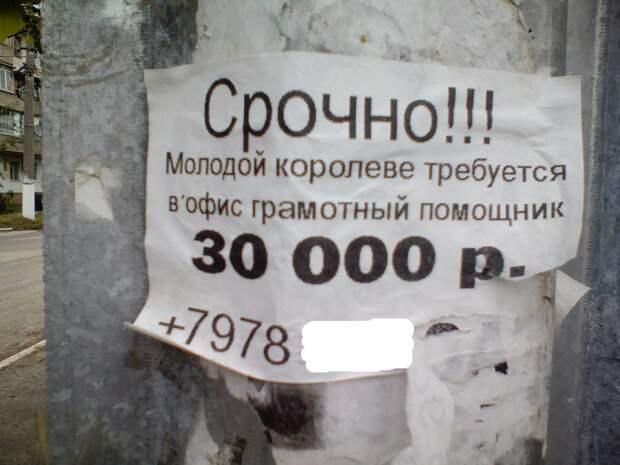 Срочно!!!
Молодой королеве требуется
в офис грамотный помощник
30 000 р.
+7978